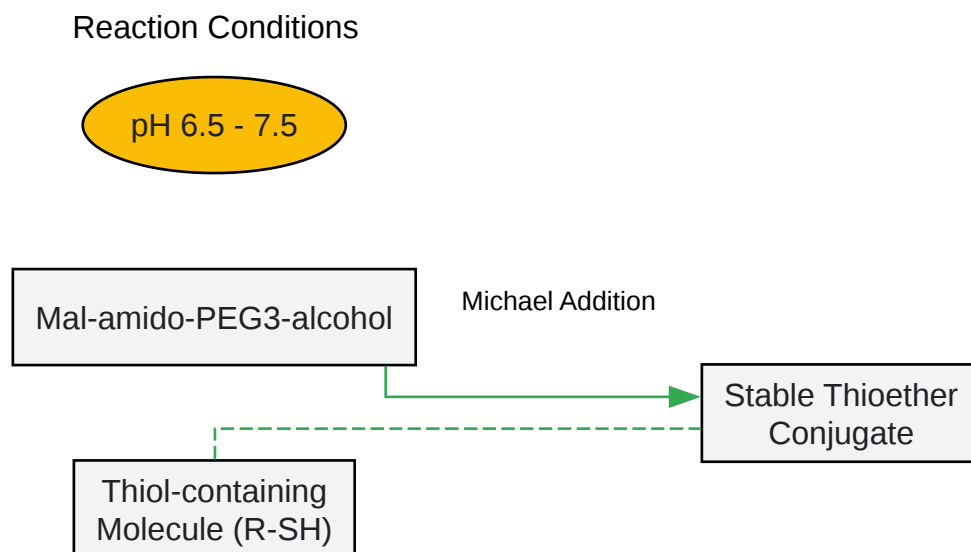 Reaction Conditions
pH 6.5 - 7.5
Mal-amido-PEG3-alcohol
Michael Addition
Stable Thioether
Conjugate
Thiol-containing
Molecule (R-SH)